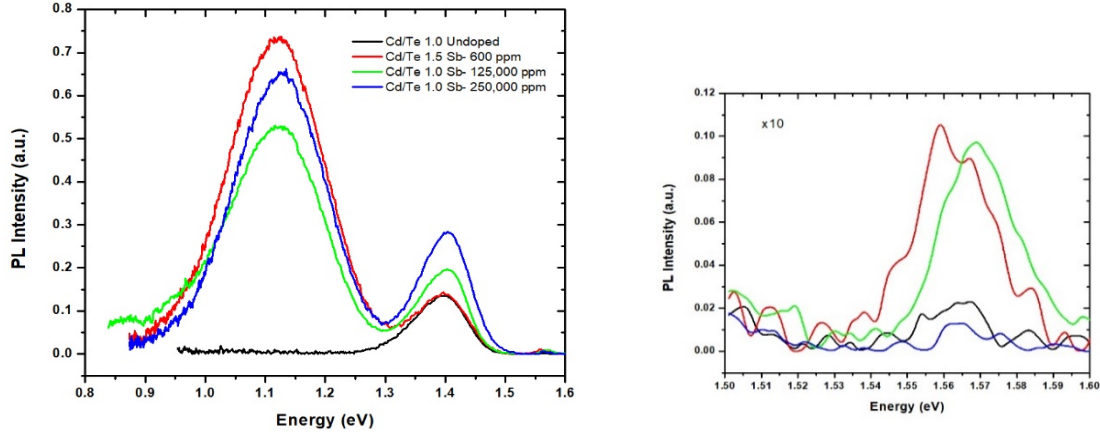 0.8
0.7
0.6
0.5
0.4
0.3
0.2
0.1
0.0
PL Intensity (a.u.)
Cd/Te 1.0 Undoped
Cd/Te 1.5 Sb- 600 ppm
Cd/Te 1.0 Sb- 125,000 ppm
Cd/Te 1.0 Sb- 250,000 ppm
0.8 0.9 1.0 1.1 1.2 1.3 1.4 1.5 1.6
Energy (eV)
0.12
0.10
0.08
0.06
0.04
0.02
0.00
PL Intensity (a.u.)
x10
1.50 1.51 1.52 1.53 1.54 1.55 1.56 1.57 1.58 1.59 1.60
Energy (eV)